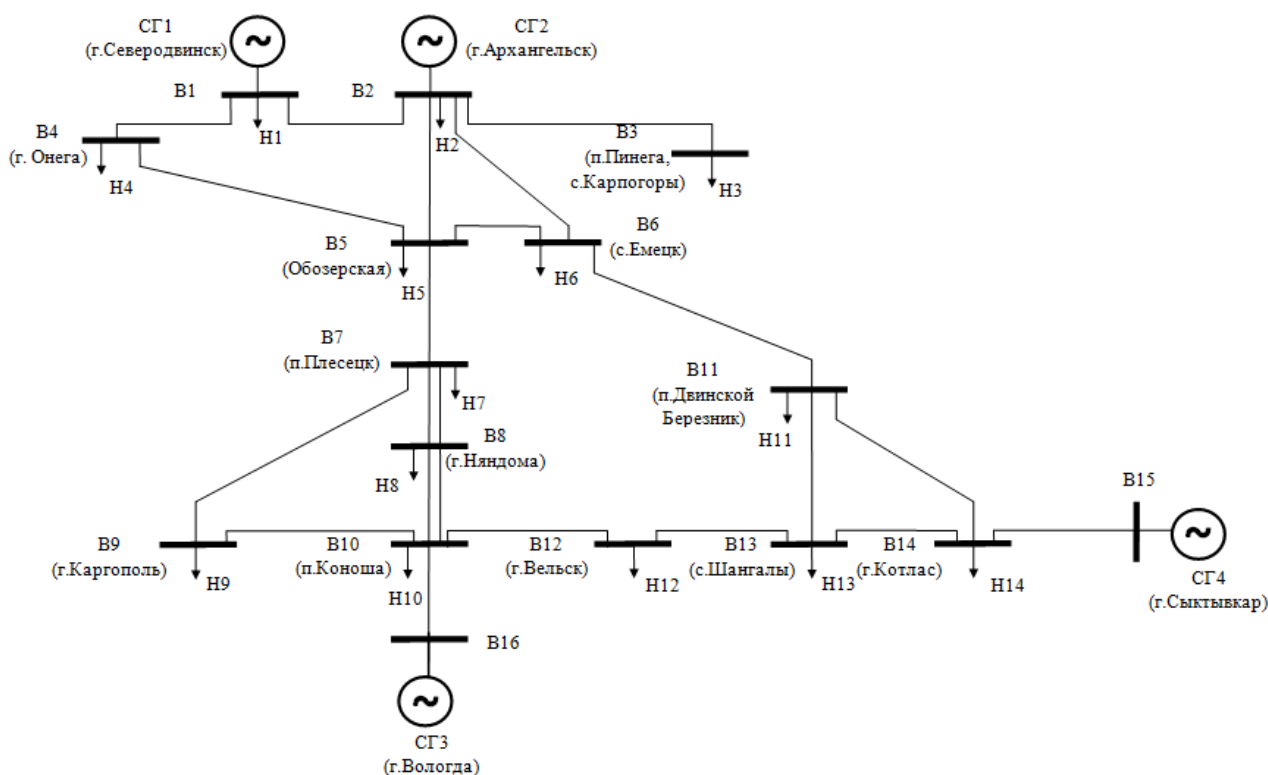 СГ1
(г.Северодвинск)
СГ2
(г.Архангельск)
В1
В2
Н1
Н2
В4
(г. Онега)
Н4
В3
(п.Пинега,
с.Карпогоры)
Н3
В5
(Обозерская)
Н5
В6
(с.Емецк)
Н6
В7
(п.Плесецк)
Н7
В11
(п.Двинской
Березник)
Н11
В8
(г.Няндома)
Н8
В15
В9
(г.Каргополь)
Н9
В10
(п.Коноша)
Н10
В12
(г.Вельск)
Н12
В13
(с.Шангалы)
Н13
В14
(г.Котлас)
Н14
СГ4
(г.Сыктывкар)
В16
СГ3
(г.Вологда)